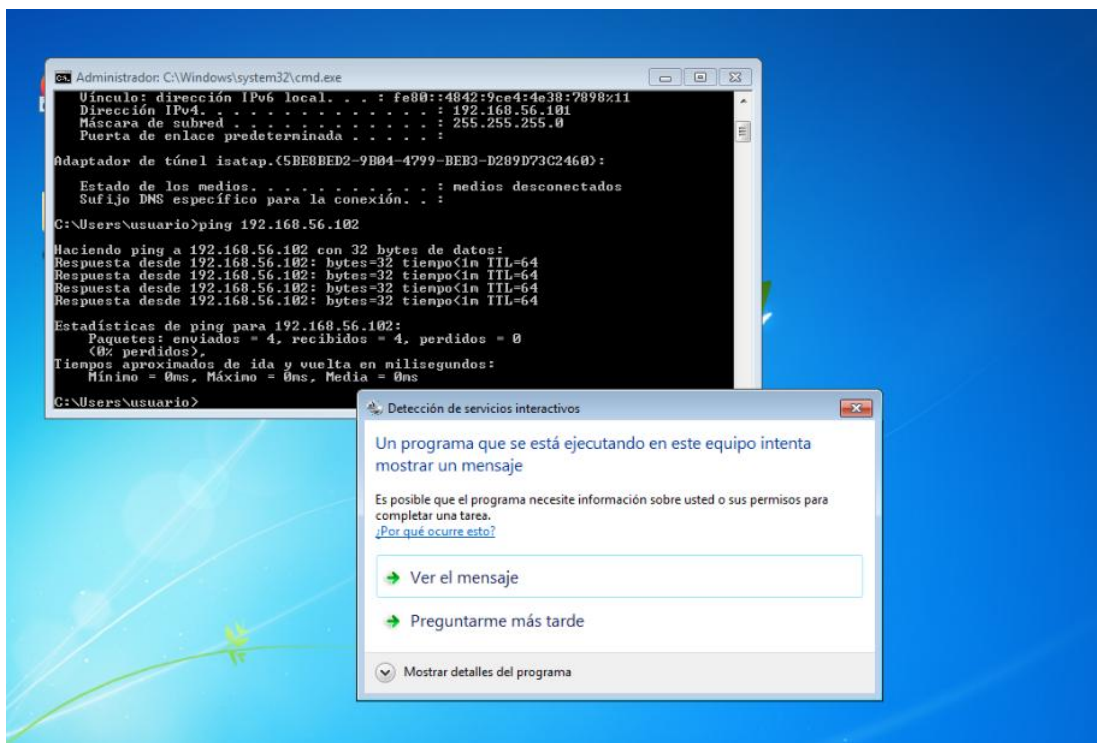 Administrador: C:\Windows\system32\cmd.exe
Vínculo: dirección IPv6 local. . . : fe80::4842:9ce4:4e38:7898%11
Dirección IPv4. . . . . . . . . . . . . . : 192.168.56.101
Máscara de subred . . . . . . . . . . . . : 255.255.255.0
Puerta de enlace predeterminada . . . . . :
Adaptador de túnel isatap.{5BE8BED2-9B04-4799-BEB3-D289D73C2460}:
Estado de los medios. . . . . . . . . . . : medios desconectados
Sufijo DNS específico para la conexión. . :
C:\Users\usuario>ping 192.168.56.102
Haciendo ping a 192.168.56.102 con 32 bytes de datos:
Respuesta desde 192.168.56.102: bytes=32 tiempo<1m TTL=64
Respuesta desde 192.168.56.102: bytes=32 tiempo<1m TTL=64
Respuesta desde 192.168.56.102: bytes=32 tiempo<1m TTL=64
Respuesta desde 192.168.56.102: bytes=32 tiempo<1m TTL=64
Estadísticas de ping para 192.168.56.102:
Paquetes: enviados = 4, recibidos = 4, perdidos = 0
(0% perdidos),
Tiempos aproximados de ida y vuelta en milisegundos:
Mínimo = 0ms, Máximo = 0ms, Media = 0ms
C:\Users\usuario>
Detección de servicios interactivos
Un programa que se está ejecutando en este equipo intenta
mostrar un mensaje
Es posible que el programa necesite información sobre usted o sus permisos para
completar una tarea.
¿Por qué ocurre esto?
Ver el mensaje
Preguntarme más tarde
Mostrar detalles del programa